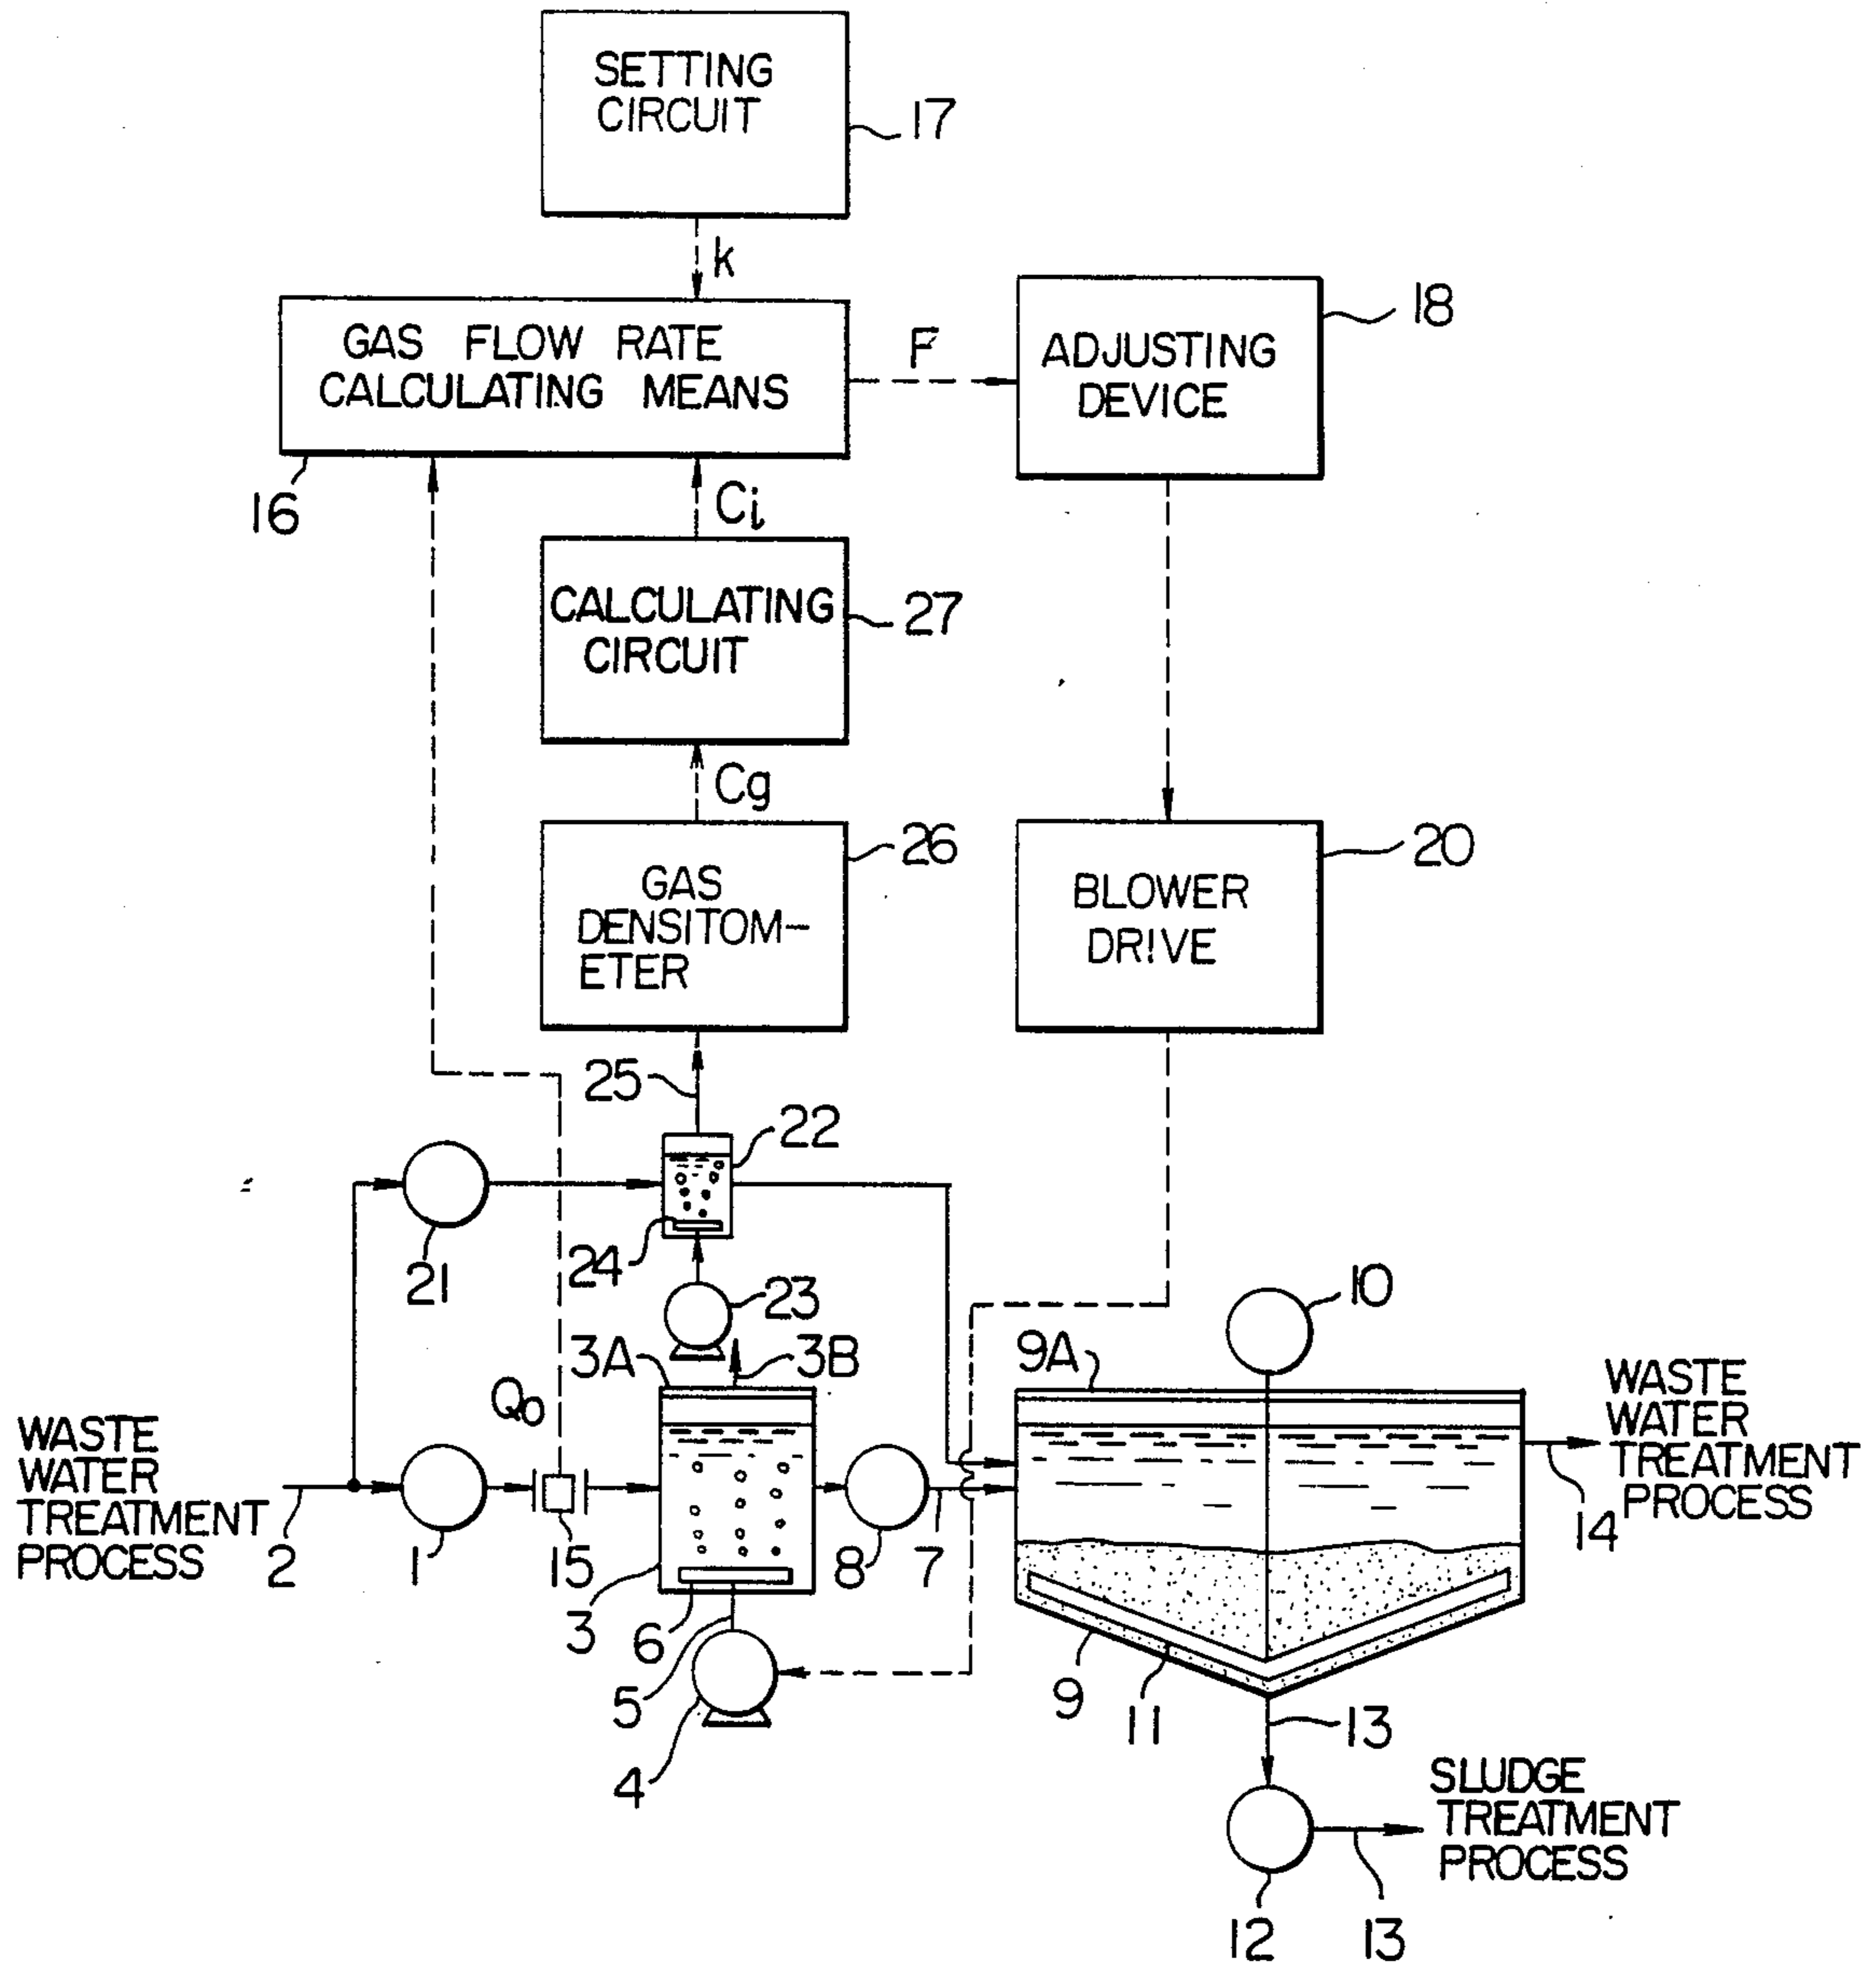 SETTING
CIRCUIT
17
k
GAS FLOW RATE
CALCULATING MEANS
F
ADJUSTING
DEVICE
18
16
Ci
CALCULATING
CIRCUIT
27
Cg
GAS
DENSITOM-
ETER
26
BLOWER
DRIVE
20
25
22
21
24
23
10
3A
3B
9A
Qo
WASTE
WATER
TREATMENT
PROCESS
2
1
15
3
6
5
4
8
7
9
11
14
WASTE
WATER
TREATMENT
PROCESS
13
SLUDGE
TREATMENT
PROCESS
12
13